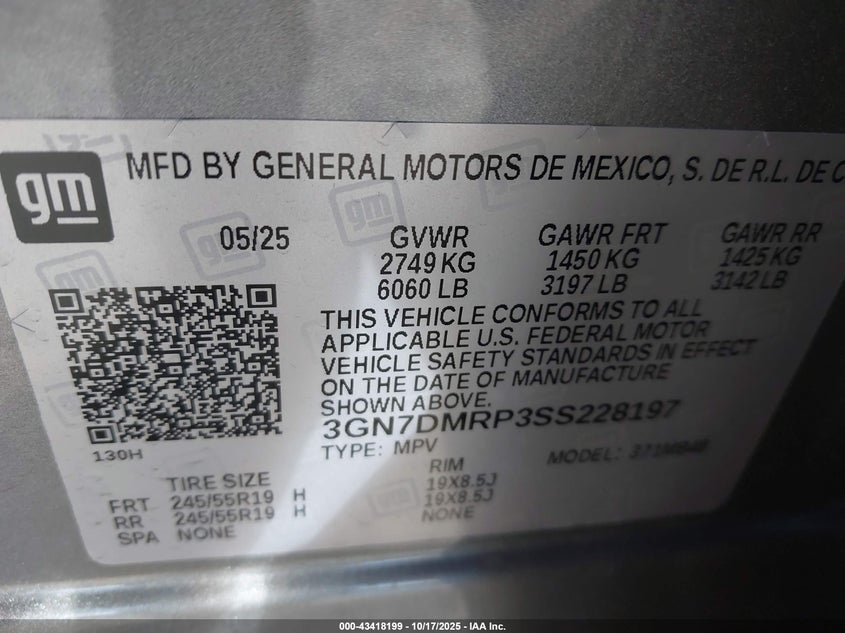 gm
MFD BY GENERAL MOTORS DE MEXICO, S. DE R.L. DE C
05/25 GVWR GAWR FRT GAWR RR
2749 KG 1450 KG 1425 KG
6060 LB 3197 LB 3142 LB
THIS VEHICLE CONFORMS TO ALL
APPLICABLE U.S. FEDERAL MOTOR
VEHICLE SAFETY STANDARDS IN EFFECT
ON THE DATE OF MANUFACTURE
SHOWN ABOVE.
3GN7DMRP3SS228197
130H TYPE: MPV MODEL:
TIRE SIZE RIM
FRT 245/55R19 H 19X8.5J
RR 245/55R19 H 19X8.5J
SPA NONE NONE
000-43418199 | 10/17/2025 - IAA Inc.